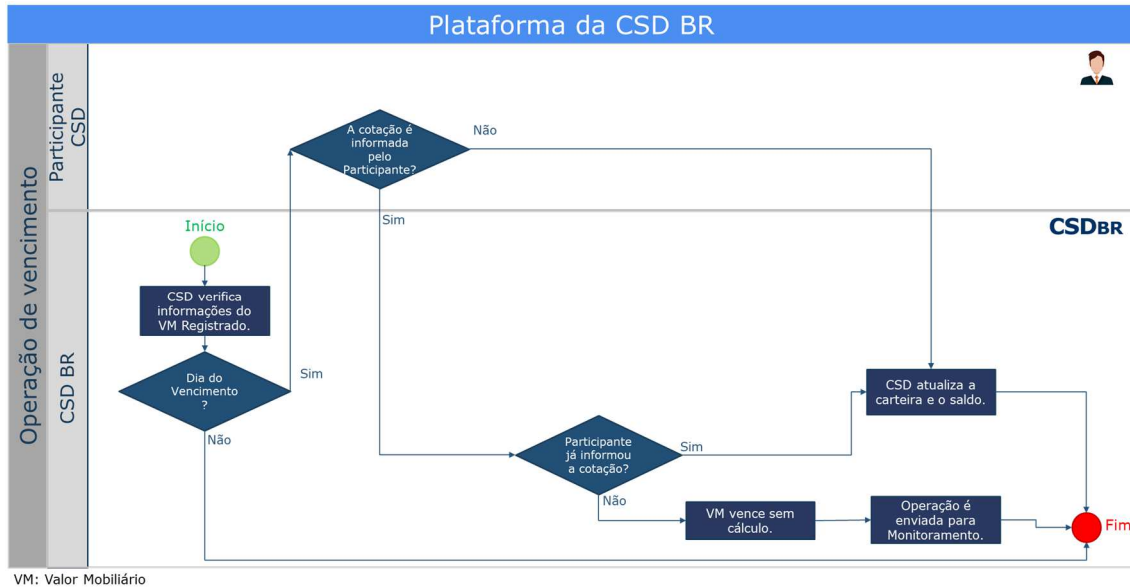 Plataforma da CSD BR
Operação de vencimento
Participante
CSD
A cotação é
informada
pelo
Participante?
Não
Sim
CSD BR
CSDBR
Início
CSD verifica
informações do
VM Registrado.
Dia do
Vencimento
?
Sim
Não
CSD atualiza a
carteira e o saldo.
Participante
já informou
a cotação?
Sim
Não
VM vence sem
cálculo.
Operação é
enviada para
Monitoramento.
Fim
VM: Valor Mobiliário